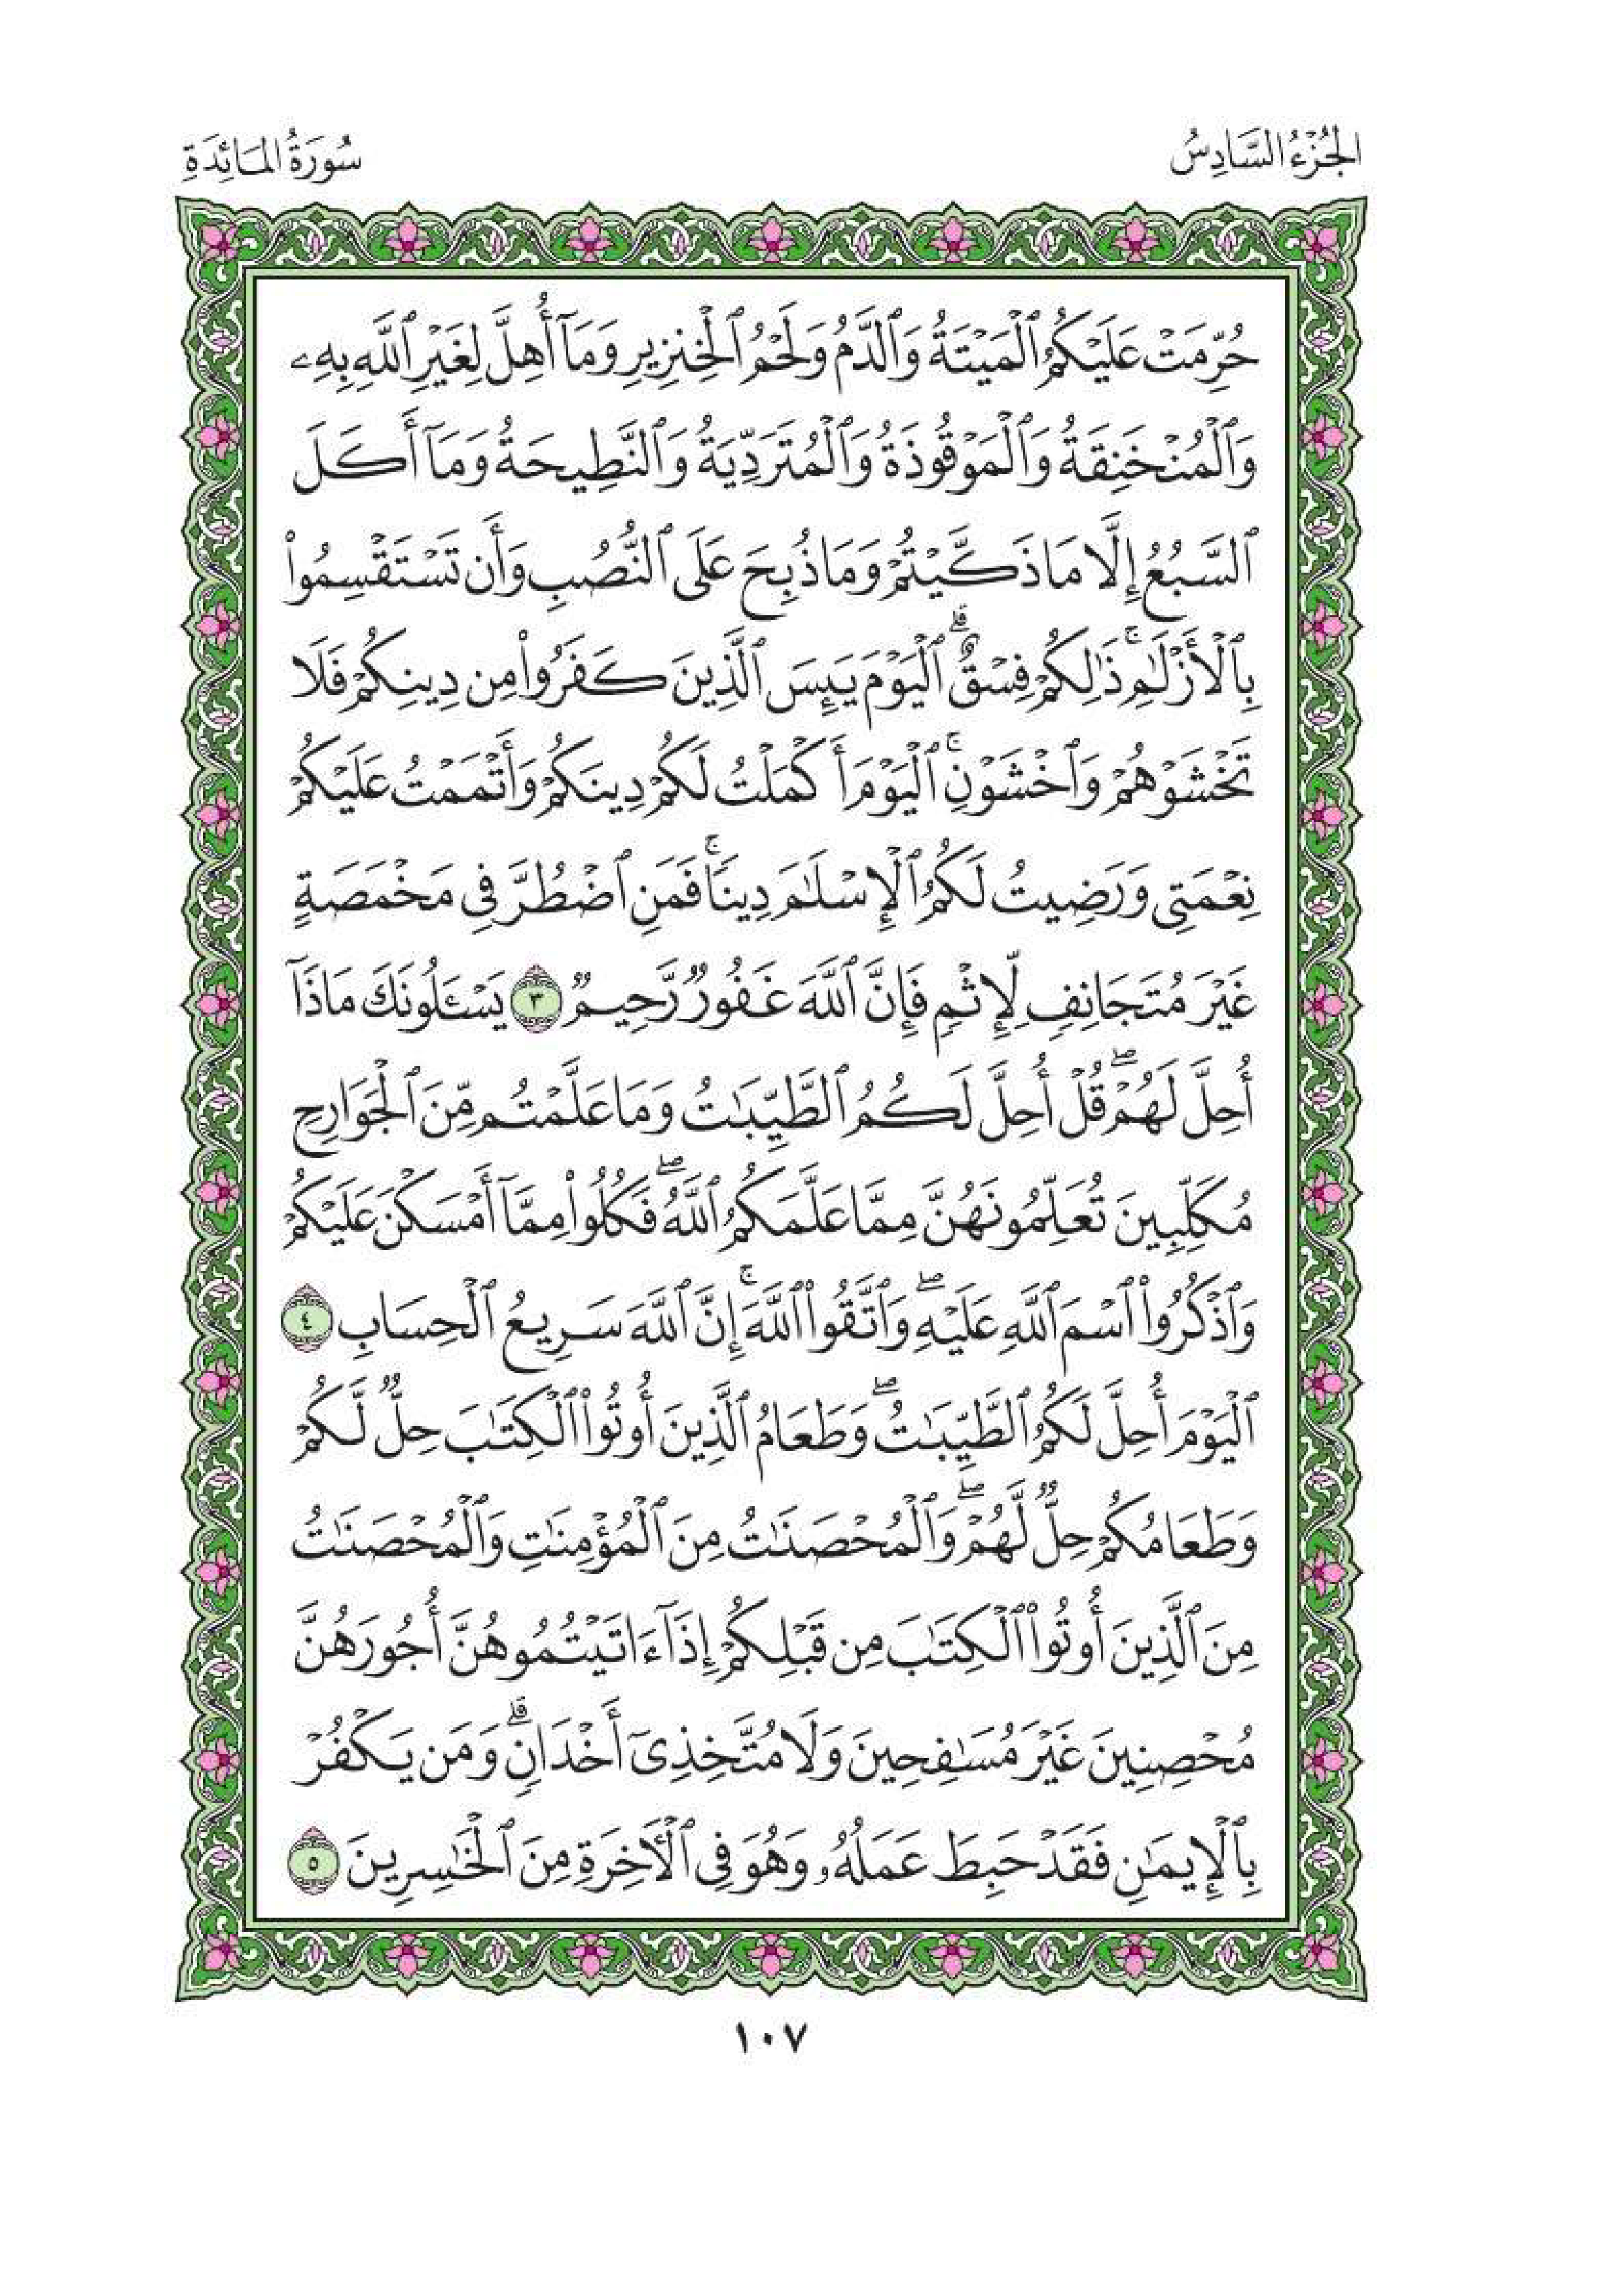 الجُزْءُ السَّادِسُ
سُورَةُ المَائِدَةِ
حُرِّمَتْ عَلَيْكُمُ ٱلْمَيْتَةُ وَٱلدَّمُ وَلَحْمُ ٱلْخِنزِيرِ وَمَآ أُهِلَّ لِغَيْرِ ٱللَّهِ بِهِۦ
وَٱلْمُنْخَنِقَةُ وَٱلْمَوْقُوذَةُ وَٱلْمُتَرَدِّيَةُ وَٱلنَّطِيحَةُ وَمَآ أَكَلَ
ٱلسَّبُعُ إِلَّا مَا ذَكَّيْتُمْ وَمَا ذُبِحَ عَلَى ٱلنُّصُبِ وَأَن تَسْتَقْسِمُوا۟
بِٱلْأَزْلَـٰمِ ۚ ذَٰلِكُمْ فِسْقٌ ۗ ٱلْيَوْمَ يَئِسَ ٱلَّذِينَ كَفَرُوا۟ مِن دِينِكُمْ فَلَا
تَخْشَوْهُمْ وَٱخْشَوْنِ ۚ ٱلْيَوْمَ أَكْمَلْتُ لَكُمْ دِينَكُمْ وَأَتْمَمْتُ عَلَيْكُمْ
نِعْمَتِى وَرَضِيتُ لَكُمُ ٱلْإِسْلَـٰمَ دِينًا ۚ فَمَنِ ٱضْطُرَّ فِى مَخْمَصَةٍ
غَيْرَ مُتَجَانِفٍ لِّإِثْمٍ فَإِنَّ ٱللَّهَ غَفُورٌ رَّحِيمٌ ٣ يَسْـَٔلُونَكَ مَاذَآ
أُحِلَّ لَهُمْ ۖ قُلْ أُحِلَّ لَكُمُ ٱلطَّيِّبَـٰتُ وَمَا عَلَّمْتُم مِّنَ ٱلْجَوَارِحِ
مُكَلِّبِينَ تُعَلِّمُونَهُنَّ مِمَّا عَلَّمَكُمُ ٱللَّهُ ۖ فَكُلُوا۟ مِمَّآ أَمْسَكْنَ عَلَيْكُمْ
وَٱذْكُرُوا۟ ٱسْمَ ٱللَّهِ عَلَيْهِ ۖ وَٱتَّقُوا۟ ٱللَّهَ ۚ إِنَّ ٱللَّهَ سَرِيعُ ٱلْحِسَابِ ٤
ٱلْيَوْمَ أُحِلَّ لَكُمُ ٱلطَّيِّبَـٰتُ ۖ وَطَعَامُ ٱلَّذِينَ أُوتُوا۟ ٱلْكِتَـٰبَ حِلٌّ لَّكُمْ
وَطَعَامُكُمْ حِلٌّ لَّهُمْ ۖ وَٱلْمُحْصَنَـٰتُ مِنَ ٱلْمُؤْمِنَـٰتِ وَٱلْمُحْصَنَـٰتُ
مِنَ ٱلَّذِينَ أُوتُوا۟ ٱلْكِتَـٰبَ مِن قَبْلِكُمْ إِذَآ ءَاتَيْتُمُوهُنَّ أُجُورَهُنَّ
مُحْصِنِينَ غَيْرَ مُسَـٰفِحِينَ وَلَا مُتَّخِذِىٓ أَخْدَانٍ ۗ وَمَن يَكْفُرْ
بِٱلْإِيمَـٰنِ فَقَدْ حَبِطَ عَمَلُهُۥ وَهُوَ فِى ٱلْـَٔاخِرَةِ مِنَ ٱلْخَـٰسِرِينَ ٥
١٠٧